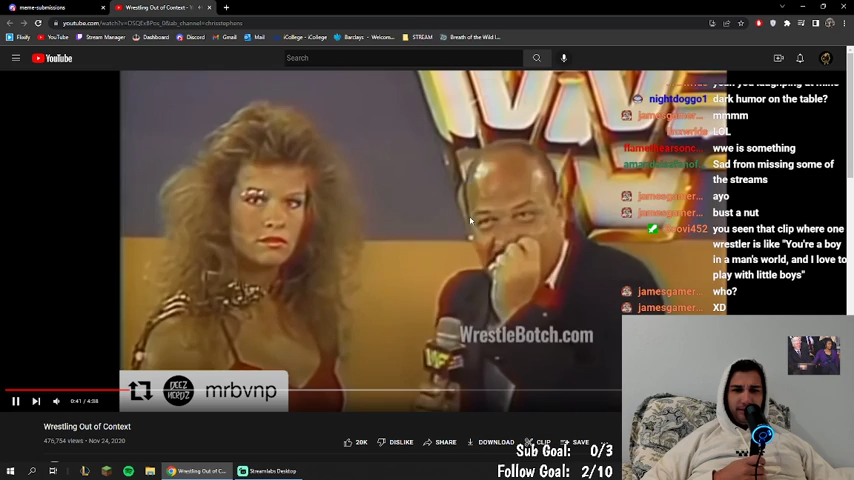 meme-submissions
Wrestling Out of Context -
Flixify
YouTube
Stream Manager
Dashboard
Discord
Gmail
Mail
iCollege - iCollege
Barclays - Welcom...
STREAM
Breath of the Wild I...
YouTube
Search
nightdoggo1 dark humor on the table?
mmmm
LOL
wwe is something
Sad from missing some of
the streams
ayo
bust a nut
you seen that clip where one
wrestler is like "You're a boy
in a man's world, and I love to
play with little boys"
who?
XD
WrestleBotch.com
DEEZ
mrbvnp
0:41 / 4:38
Wrestling Out of Context
476,754 views • Nov 24, 2020
20K
DISLIKE
SHARE
DOWNLOAD
CLIP
SAVE
Sub Goal: 0/3
Follow Goal: 2/10
Wrestling Out of C...
Streamlabs Desktop